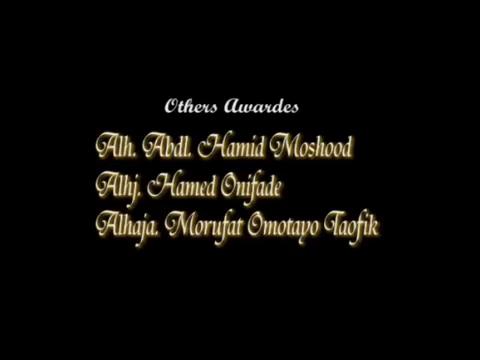 Others Awardes
Alh. Abdl. Hamid Moshood
Alhj. Hamed Onifade
Alhaja. Morufat Omotayo Taofik